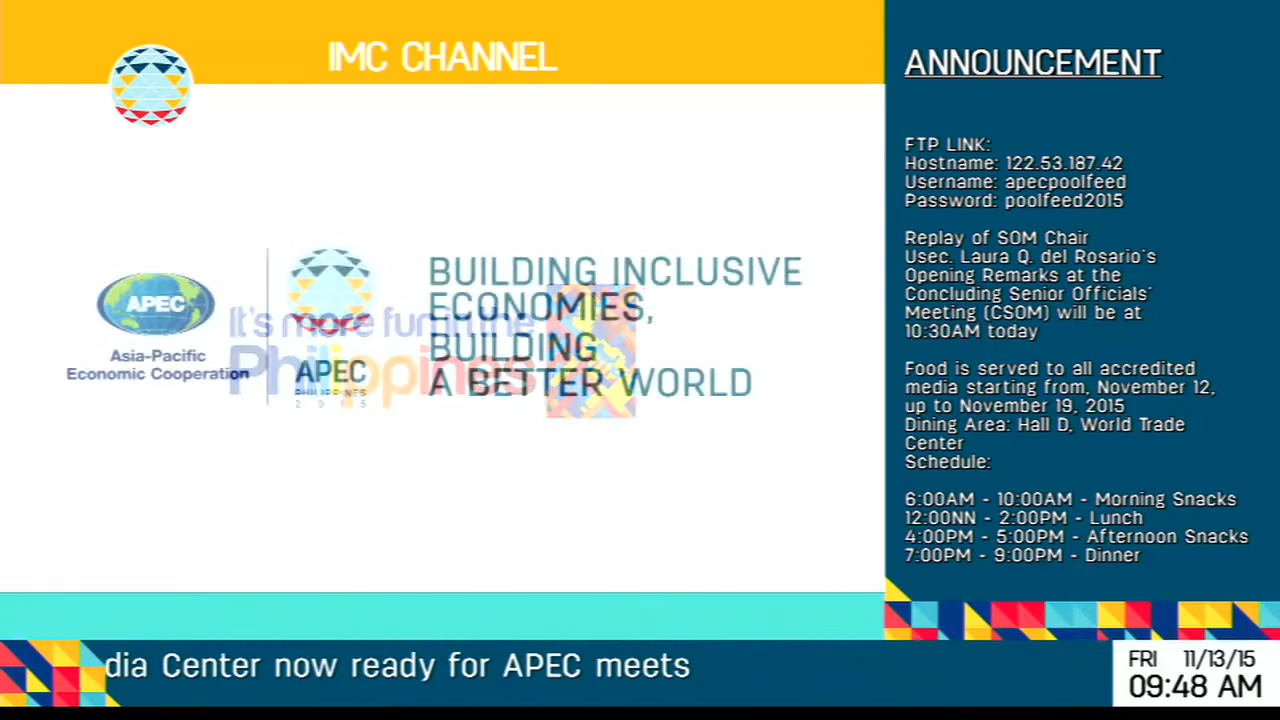 IMC CHANNEL
ANNOUNCEMENT
FTP LINK:
Hostname: 122.53.187.42
Username: apecpoolfeed
Password: poolfeed2015
Replay of SOM Chair
Usec. Laura Q. del Rosario's
Opening Remarks at the
Concluding Senior Officials'
Meeting (CSOM) will be at
10:30AM today
Food is served to all accredited
media starting from, November 12,
up to November 19, 2015
Dining Area: Hall D, World Trade
Center
Schedule:
6:00AM - 10:00AM - Morning Snacks
12:00NN - 2:00PM - Lunch
4:00PM - 5:00PM - Afternoon Snacks
7:00PM - 9:00PM - Dinner
APEC
Asia-Pacific
Economic Cooperation
APEC
PHILIPPINES
2015
BUILDING INCLUSIVE
ECONOMIES,
BUILDING
A BETTER WORLD
It's more fun in the
Philippines
dia Center now ready for APEC meets
FRI 11/13/15
09:48 AM